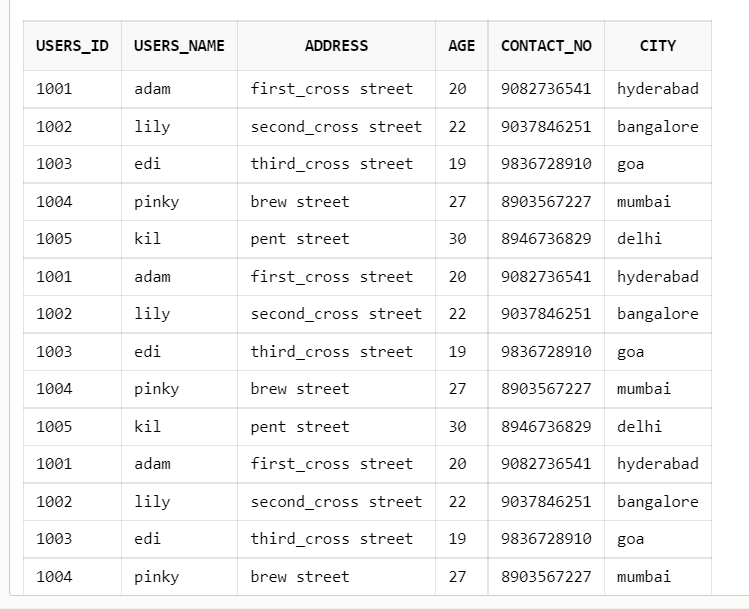 USERS_ID USERS_NAME ADDRESS AGE CONTACT_NO CITY
1001 adam first_cross street 20 9082736541 hyderabad
1002 lily second_cross street 22 9037846251 bangalore
1003 edi third_cross street 19 9836728910 goa
1004 pinky brew street 27 8903567227 mumbai
1005 kil pent street 30 8946736829 delhi
1001 adam first_cross street 20 9082736541 hyderabad
1002 lily second_cross street 22 9037846251 bangalore
1003 edi third_cross street 19 9836728910 goa
1004 pinky brew street 27 8903567227 mumbai
1005 kil pent street 30 8946736829 delhi
1001 adam first_cross street 20 9082736541 hyderabad
1002 lily second_cross street 22 9037846251 bangalore
1003 edi third_cross street 19 9836728910 goa
1004 pinky brew street 27 8903567227 mumbai